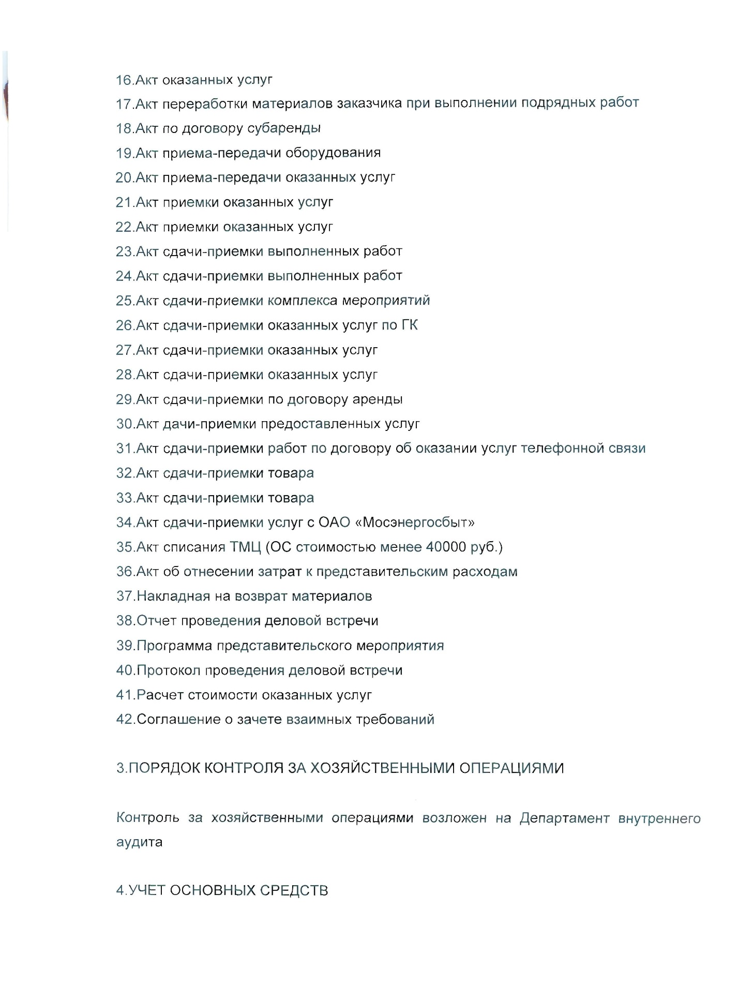 16.Акт оказанных услуг
17.Акт переработки материалов заказчика при выполнении подрядных работ
18.Акт по договору субаренды
19.Акт приема-передачи оборудования
20.Акт приема-передачи оказанных услуг
21.Акт приемки оказанных услуг
22.Акт приемки оказанных услуг
23.Акт сдачи-приемки выполненных работ
24.Акт сдачи-приемки выполненных работ
25.Акт сдачи-приемки комплекса мероприятий
26.Акт сдачи-приемки оказанных услуг по ГК
27.Акт сдачи-приемки оказанных услуг
28.Акт сдачи-приемки оказанных услуг
29.Акт сдачи-приемки по договору аренды
30.Акт дачи-приемки предоставленных услуг
31.Акт сдачи-приемки работ по договору об оказании услуг телефонной связи
32.Акт сдачи-приемки товара
33.Акт сдачи-приемки товара
34.Акт сдачи-приемки услуг с ОАО «Мосэнергосбыт»
35.Акт списания ТМЦ (ОС стоимостью менее 40000 руб.)
36.Акт об отнесении затрат к представительским расходам
37.Накладная на возврат материалов
38.Отчет проведения деловой встречи
39.Программа представительского мероприятия
40.Протокол проведения деловой встречи
41.Расчет стоимости оказанных услуг
42.Соглашение о зачете взаимных требований
3.ПОРЯДОК КОНТРОЛЯ ЗА ХОЗЯЙСТВЕННЫМИ ОПЕРАЦИЯМИ
Контроль за хозяйственными операциями возложен на Департамент внутреннего
аудита
4.УЧЕТ ОСНОВНЫХ СРЕДСТВ